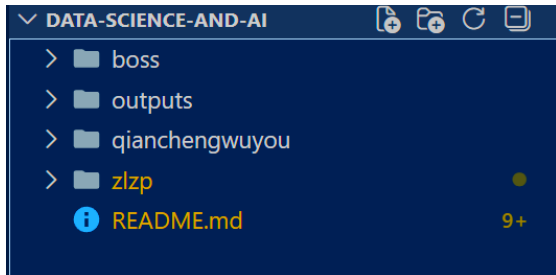 DATA-SCIENCE-AND-AI
boss
outputs
qianchengwuyou
zlzp
README.md 9+